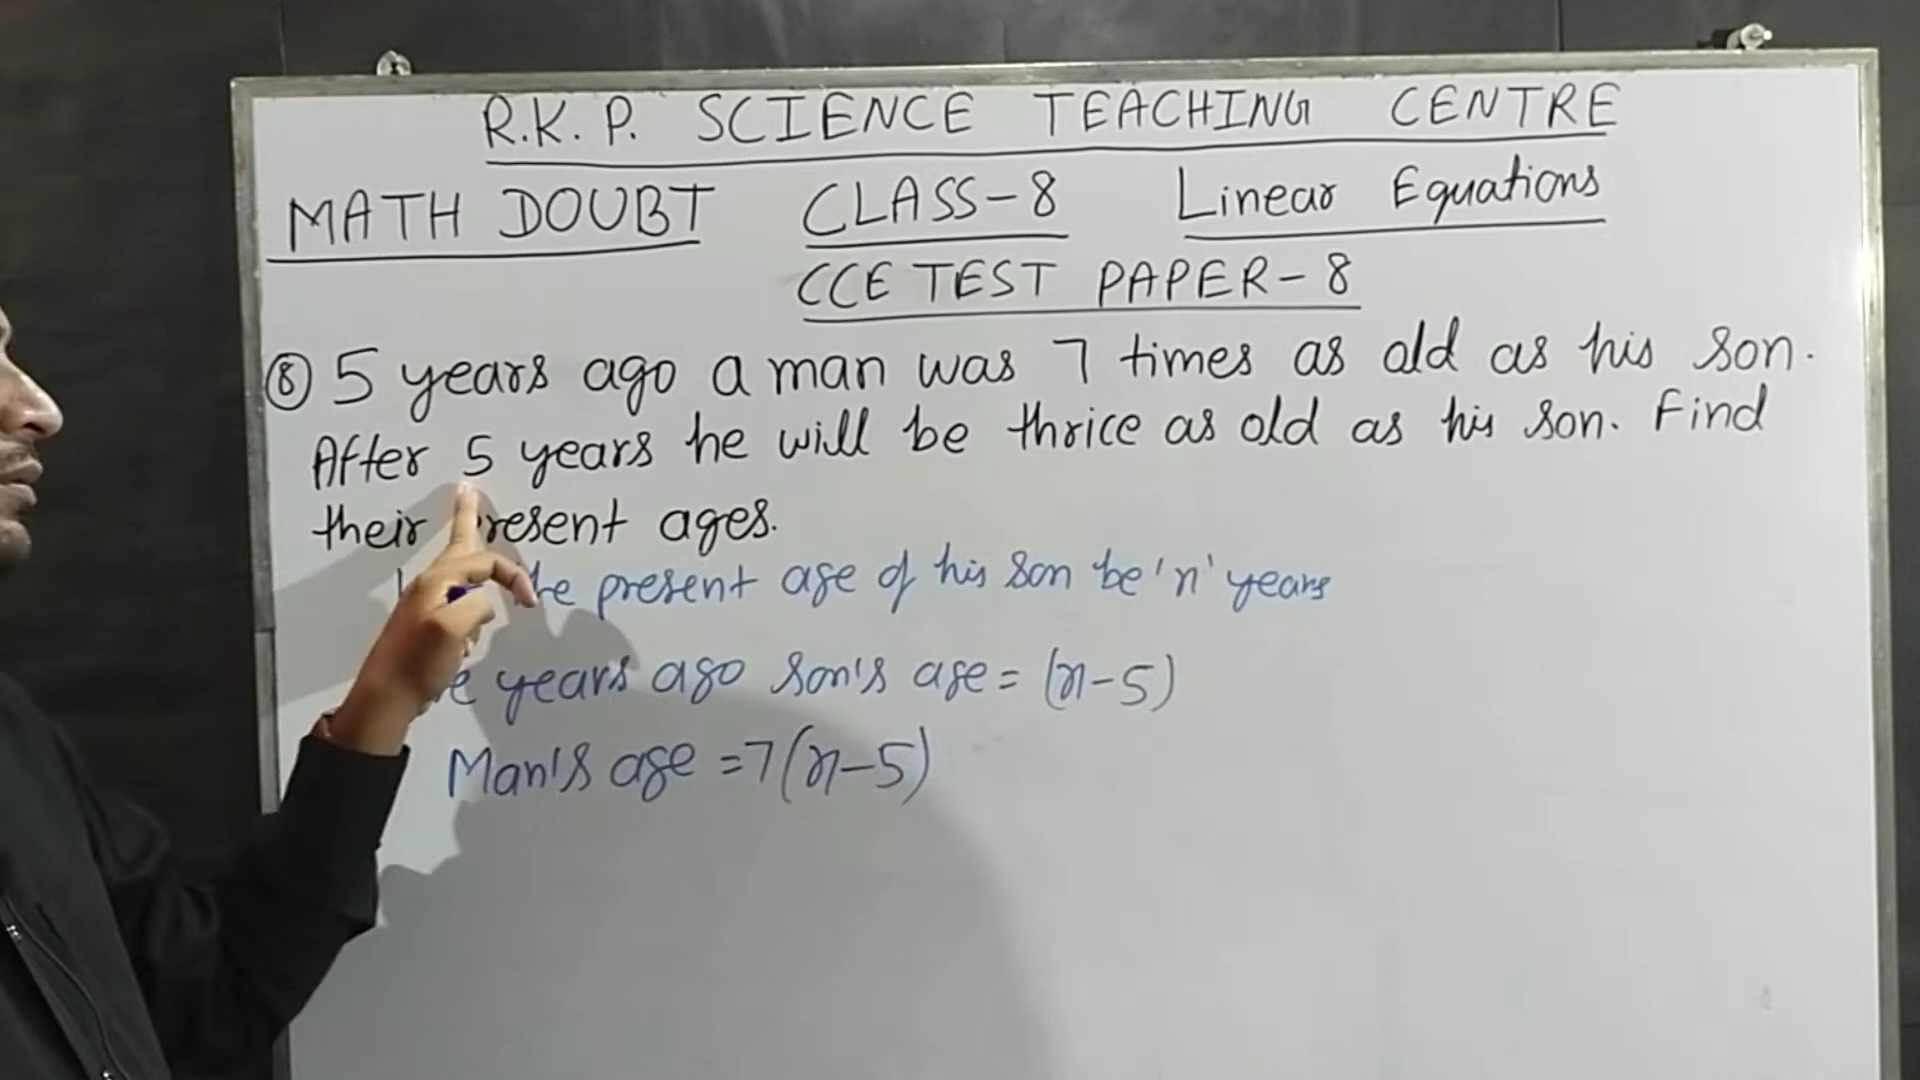 R.K.P. SCIENCE TEACHING CENTRE
MATH DOUBT CLASS-8 Linear Equations
CCE TEST PAPER-8
⑧ 5 years ago a man was 7 times as old as his son.
After 5 years he will be thrice as old as his son. Find
their present ages.
the present age of his son be 'x' years
years ago son's age = (x-5)
Man's age = 7(x-5)